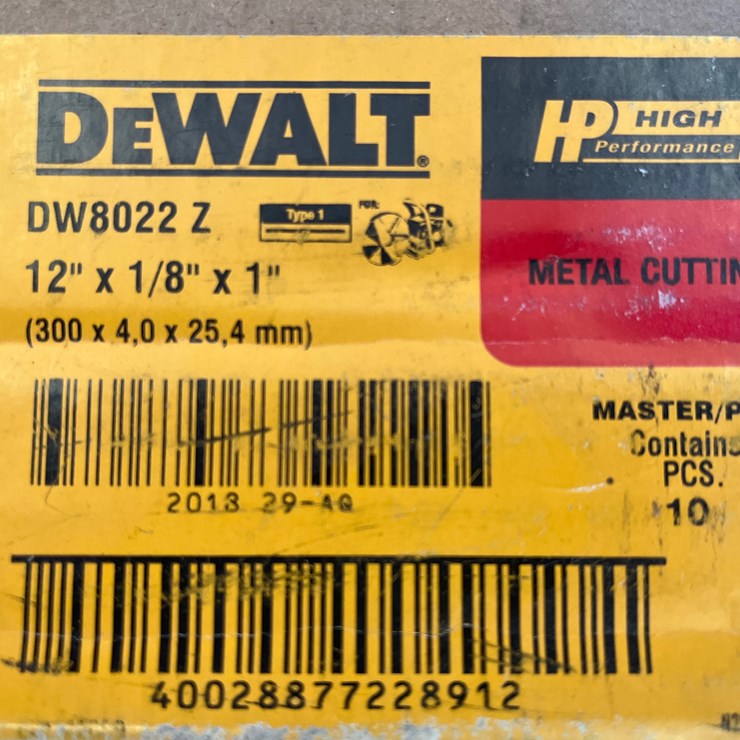 DEWALT®
HP HIGH
Performance
DW8022 Z
Type 1
FOR:
12" x 1/8" x 1"
(300 x 4,0 x 25,4 mm)
METAL CUTTIN
MASTER/P
Contains
PCS.
10
2013 29-AQ
40028877228912